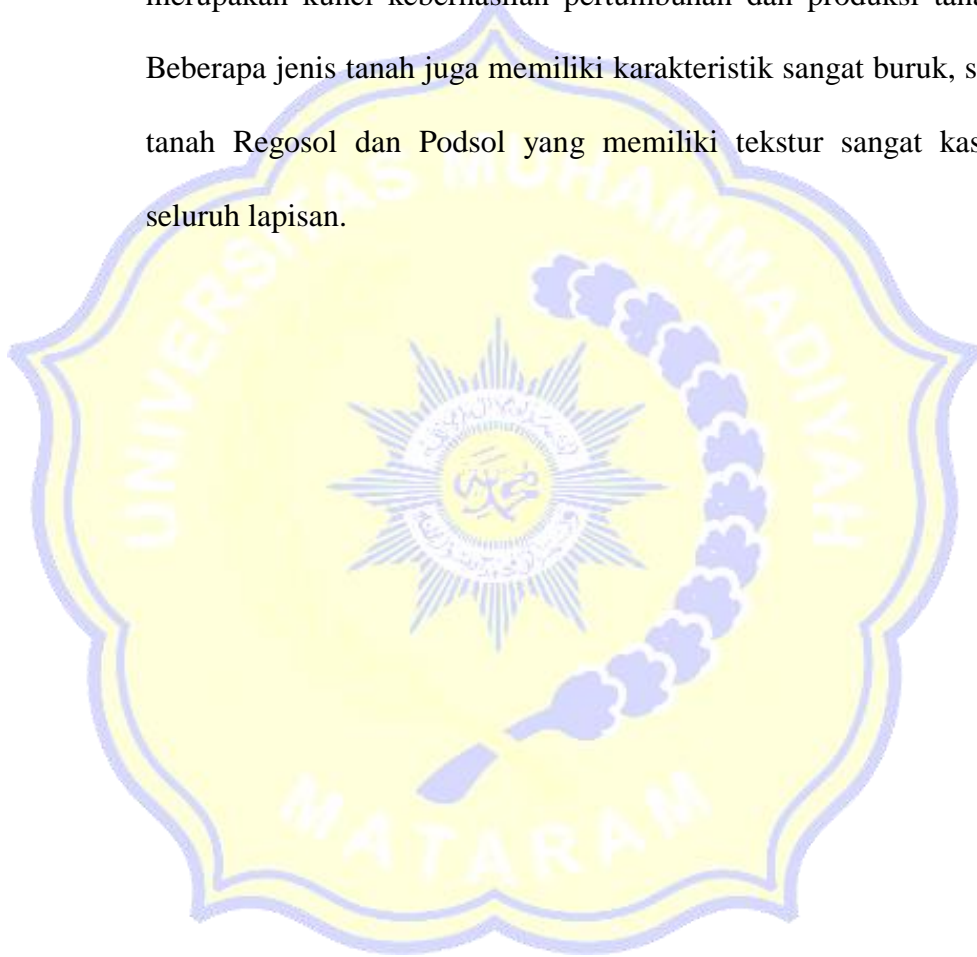 merupakan kunci keberhasilan pertumbuhan dan produksi
Beberapa jenis tanah juga memiliki karakteristik sangat buruk,
tanah Regosol dan Podsol yang memiliki tekstur sangat
seluruh lapisan.
UNIVERSITAS MUHAMMADIYAH
MATARAM